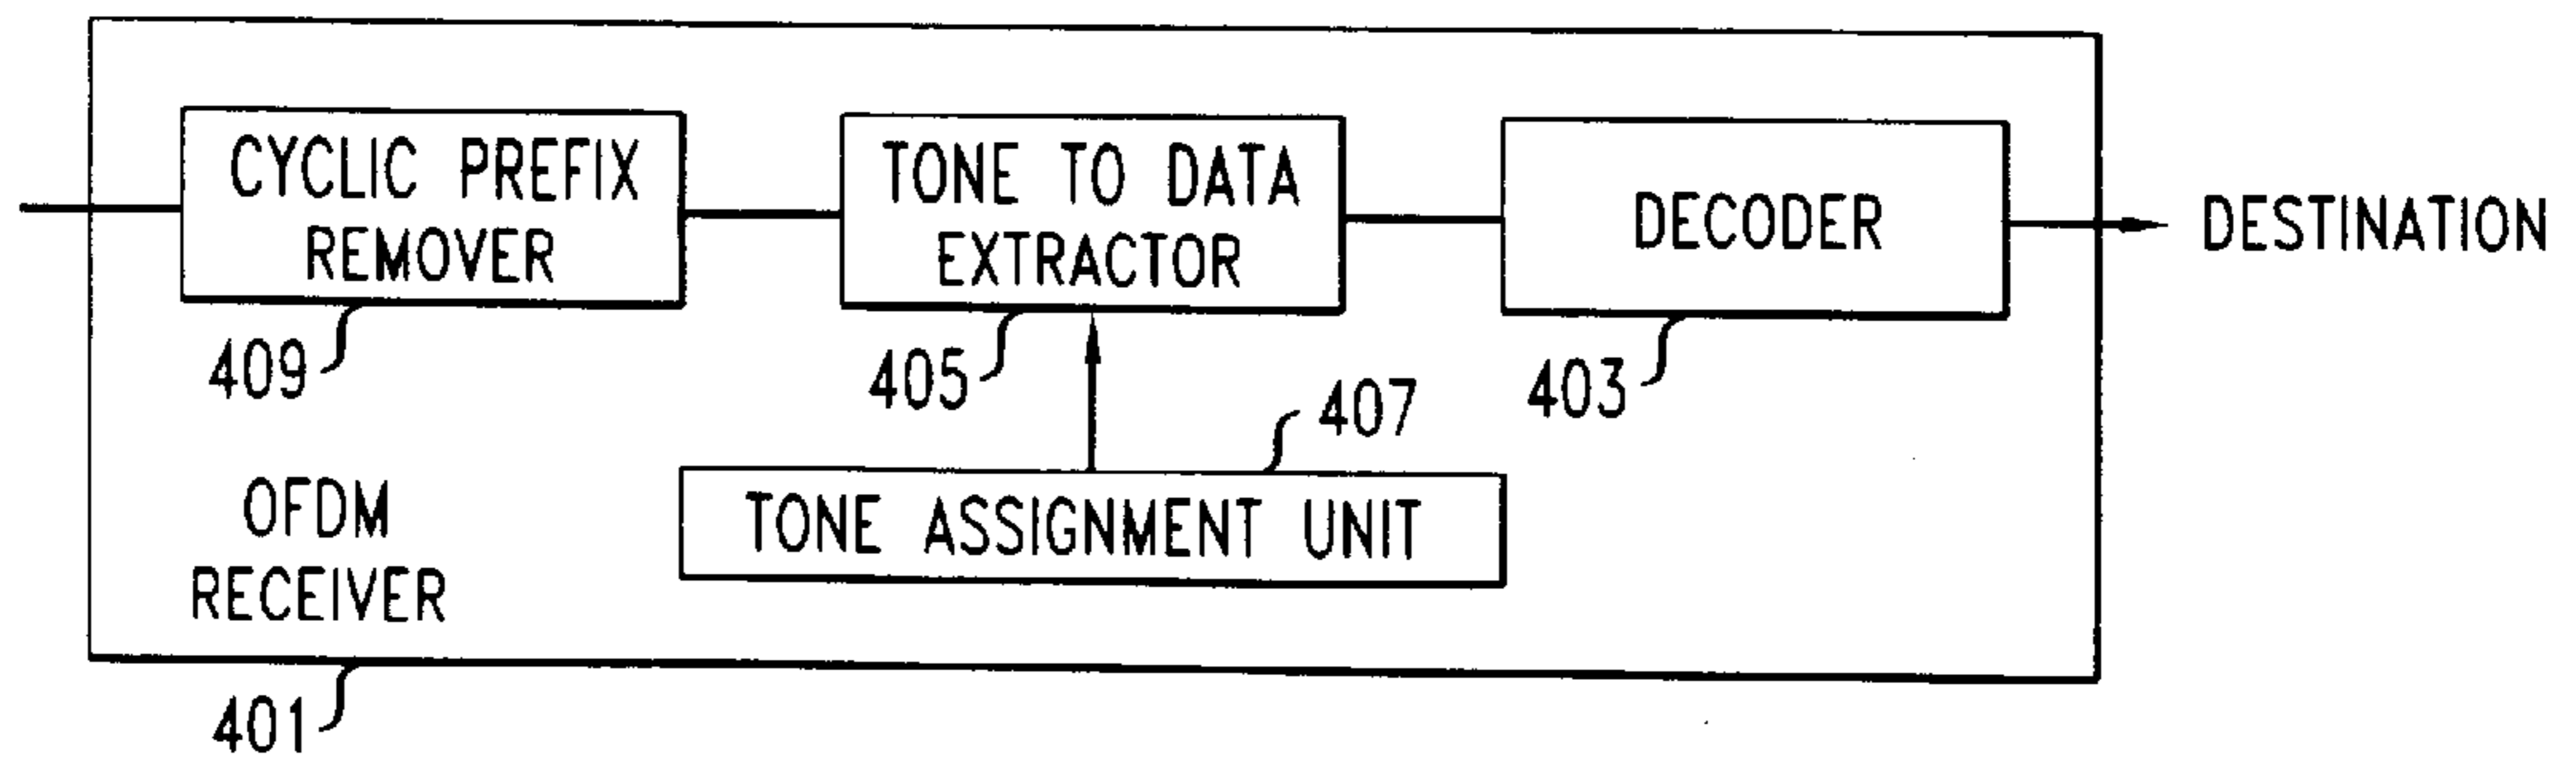 CYCLIC PREFIX
REMOVER
409
TONE TO DATA
EXTRACTOR
405
DECODER
403
DESTINATION
407
TONE ASSIGNMENT UNIT
OFDM
RECEIVER
401